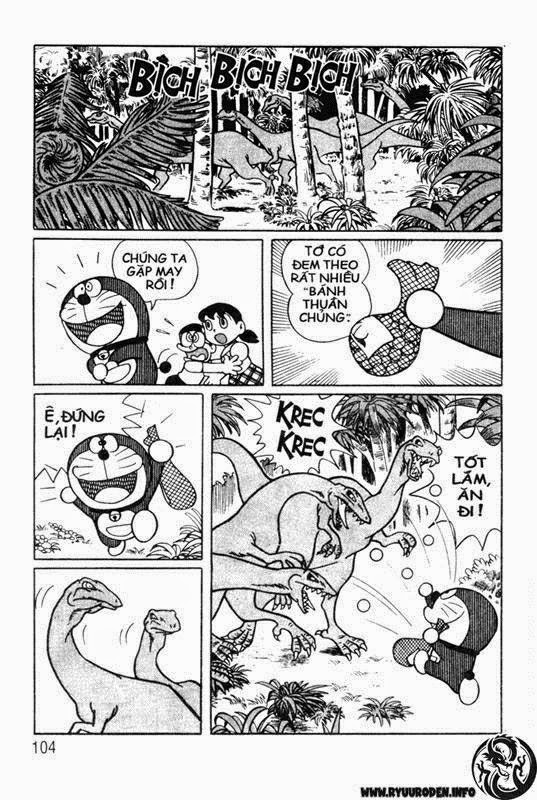 BỊCH BỊCH BỊCH
CHÚNG TA
GẶP MAY
RỒI!
TỚ CÓ
ĐEM THEO
RẤT NHIỀU
"BÁNH
THUẦN
CHỦNG".
Ê, ĐỨNG
LẠI!
KREC
KREC
TỐT
LẮM,
ĂN
ĐI!
104
WWW.RYUURODEN.INFO